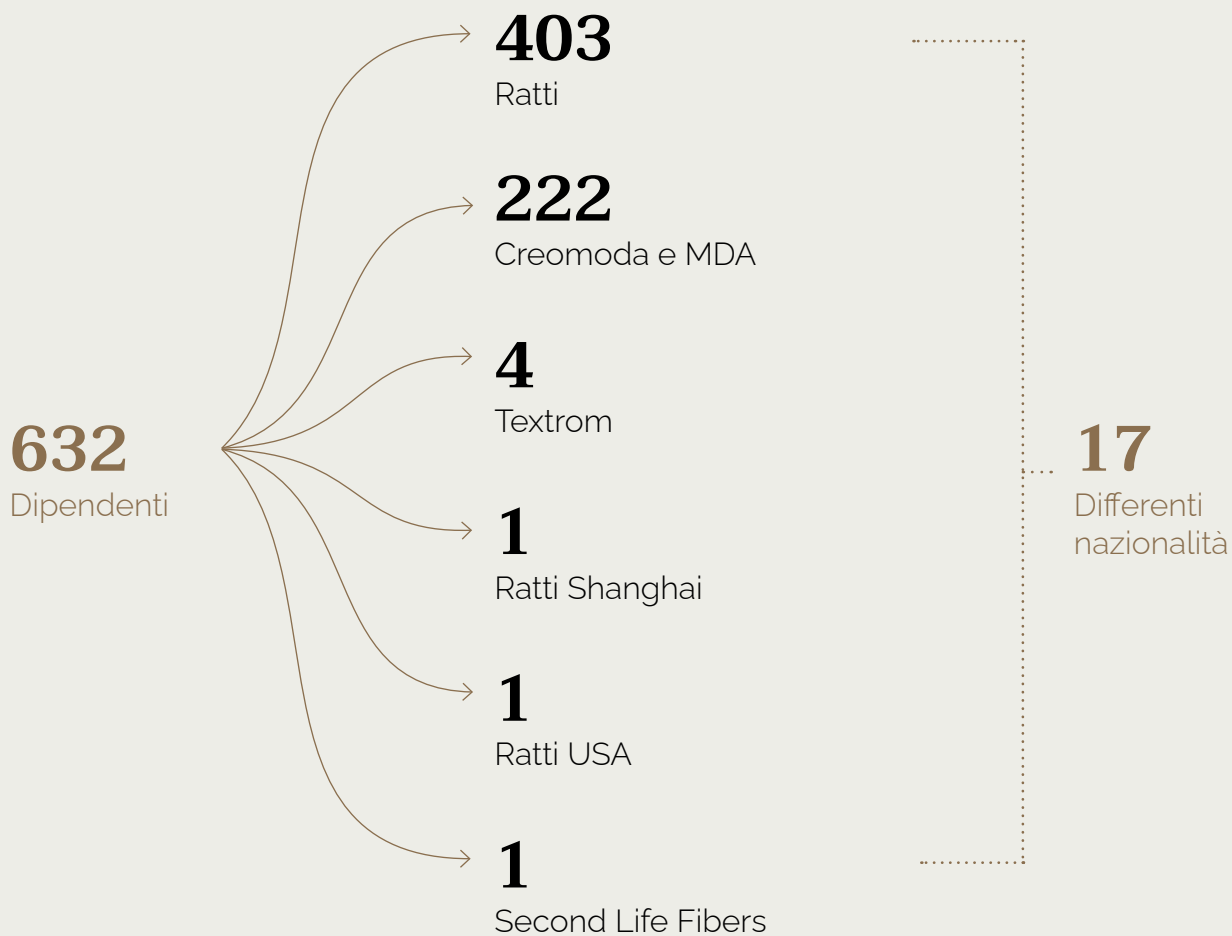 632
Dipendenti
403
Ratti
222
Creomoda e MDA
4
Textrom
1
Ratti Shanghai
1
Ratti USA
1
Second Life Fibers
17
Differenti
nazionalità